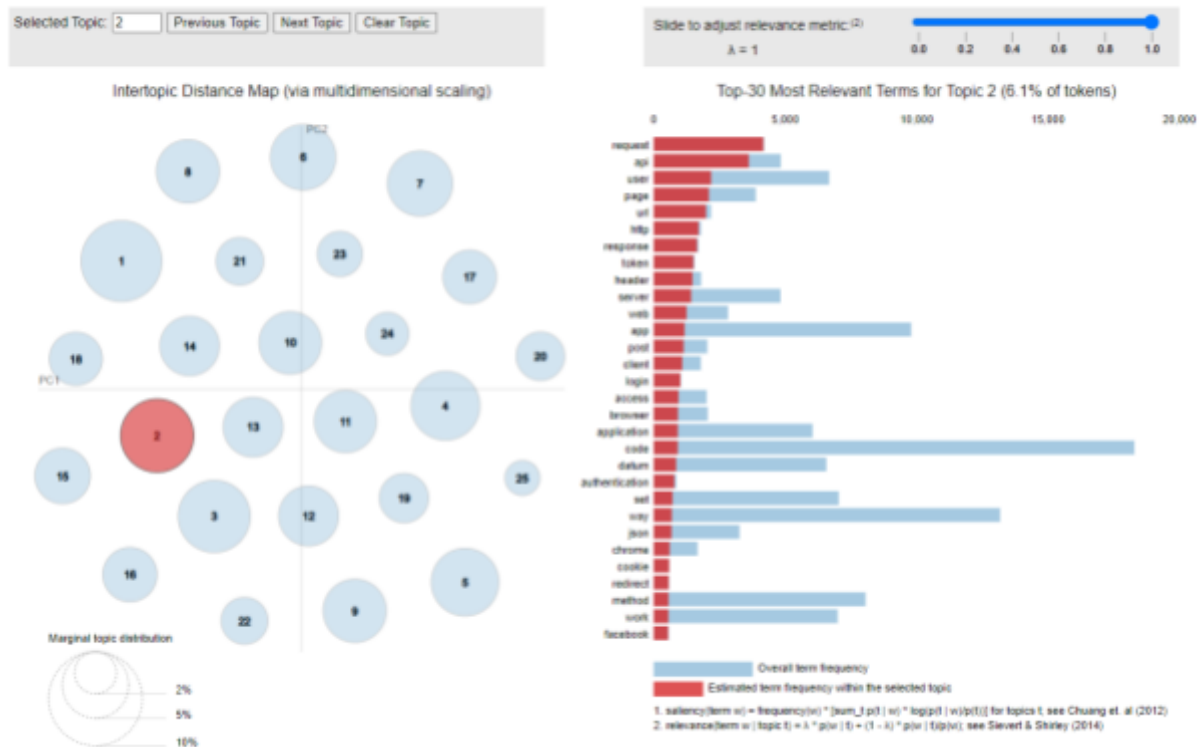 Selected Topic: 2 Previous Topic Next Topic Clear Topic
Slide to adjust relevance metric:(2)
λ = 1
0.0 0.2 0.4 0.6 0.8 1.0
Intertopic Distance Map (via multidimensional scaling)
PC2
PC1
6
8
7
1
21
23
17
14
10
24
18
20
2
13
11
4
15
25
3
12
19
16
5
22
9
Marginal topic distribution
2%
5%
10%
Top-30 Most Relevant Terms for Topic 2 (6.1% of tokens)
0 5,000 10,000 15,000 20,000
request
api
user
page
url
http
response
token
header
server
web
app
post
client
login
access
browser
application
code
datum
authentication
set
way
json
chrome
cookie
redirect
method
work
facebook
Overall term frequency
Estimated term frequency within the selected topic
1. saliency(term w) = frequency(w) * [sum_t p(t | w) * log(p(t | w)/p(t))] for topics t; see Chuang et. al (2012)
2. relevance(term w | topic t) = λ * p(w | t) + (1 - λ) * p(w | t)/p(w); see Sievert & Shirley (2014)